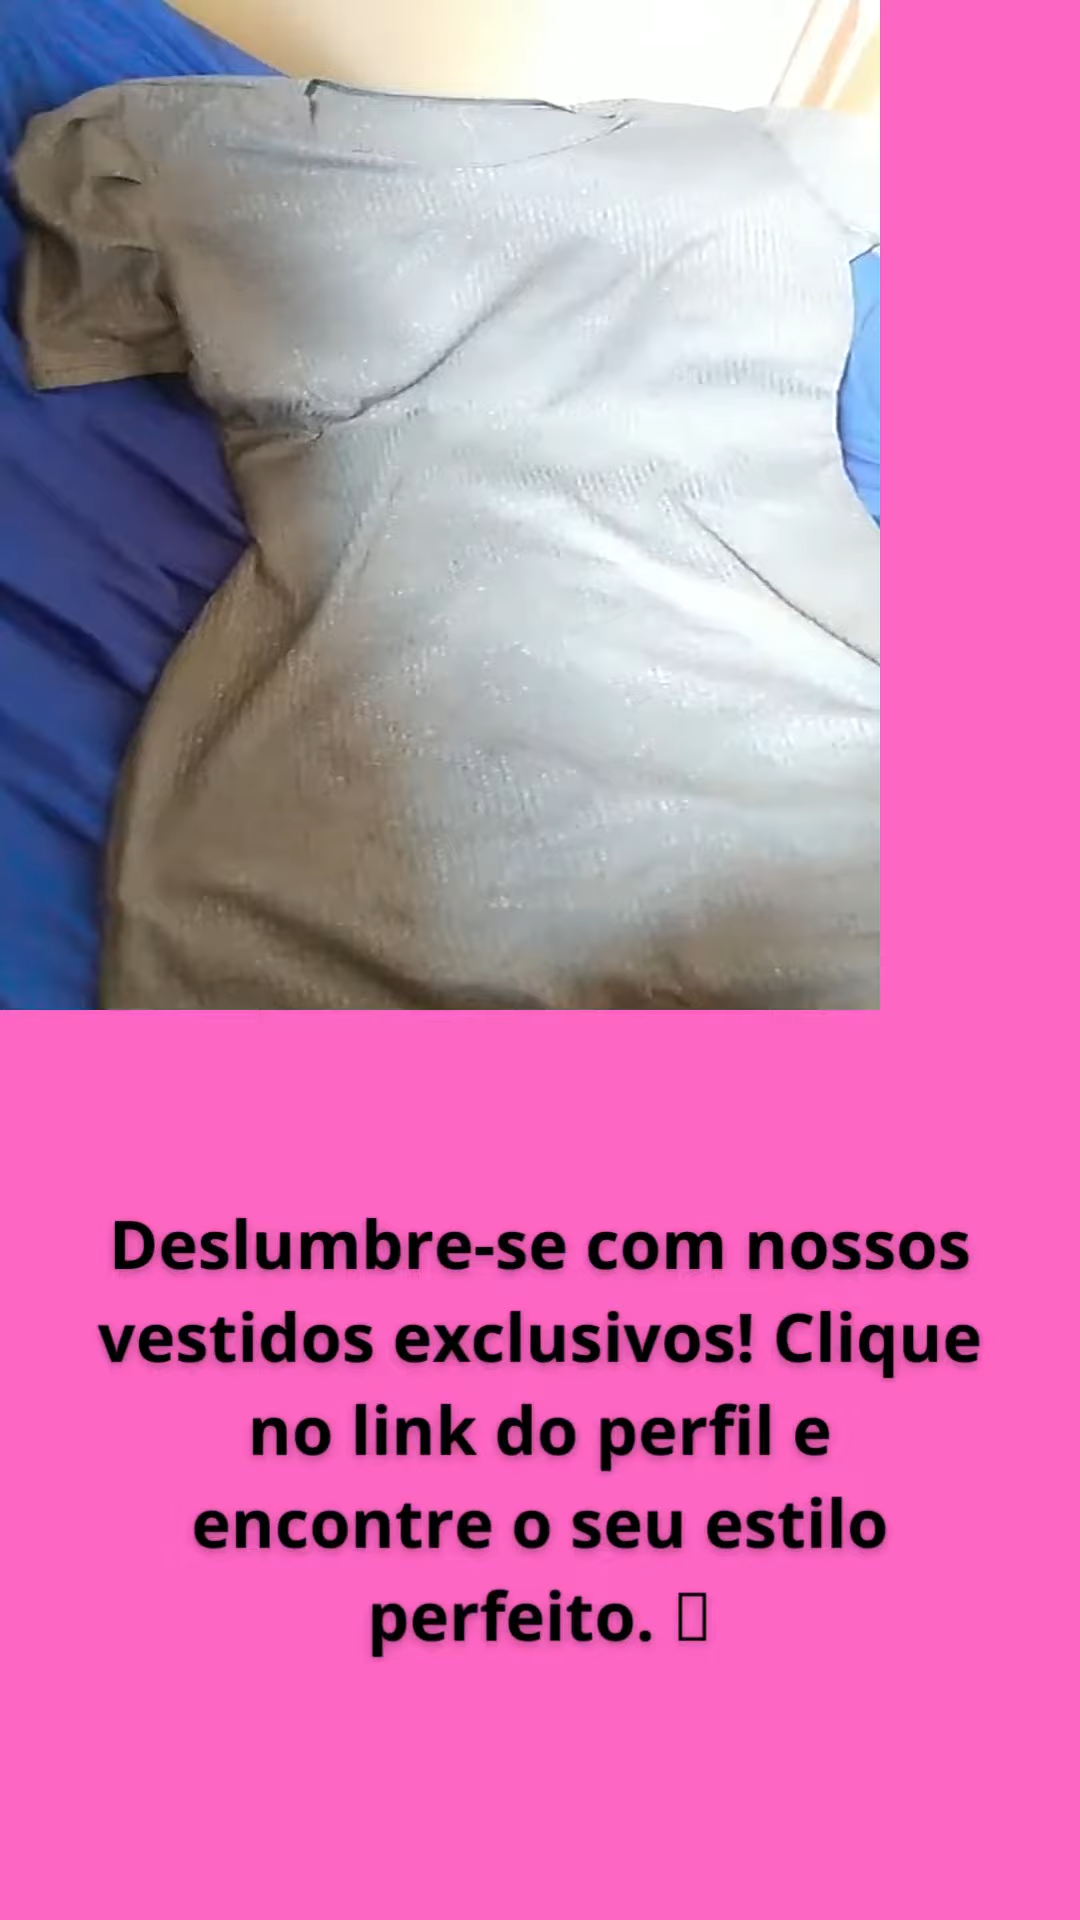 Deslumbre-se com nossos
vestidos exclusivos! Clique
no link do perfil e
encontre o seu estilo
perfeito.